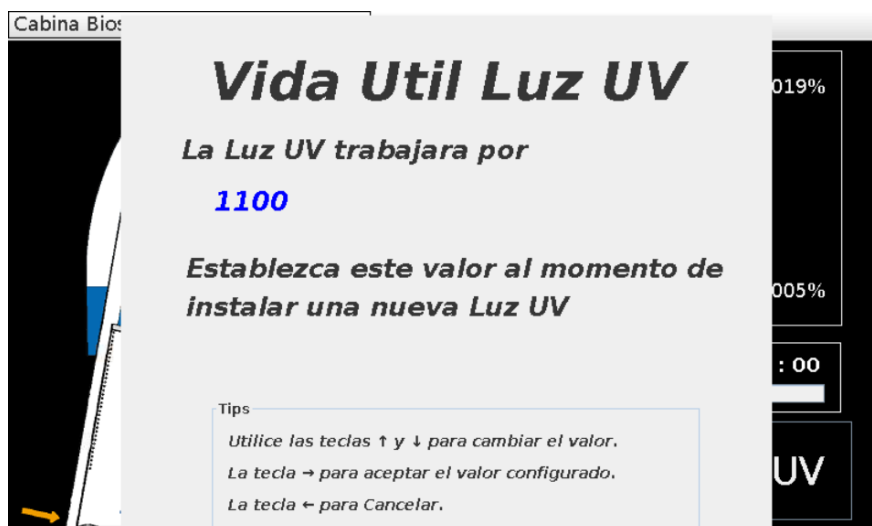 Cabina Bios
Vida Util Luz UV
019%
La Luz UV trabajara por
1100
Establezca este valor al momento de
instalar una nueva Luz UV
005%
: 00
Tips
Utilice las teclas ↑ y ↓ para cambiar el valor.
La tecla → para aceptar el valor configurado.
UV
La tecla ← para Cancelar.